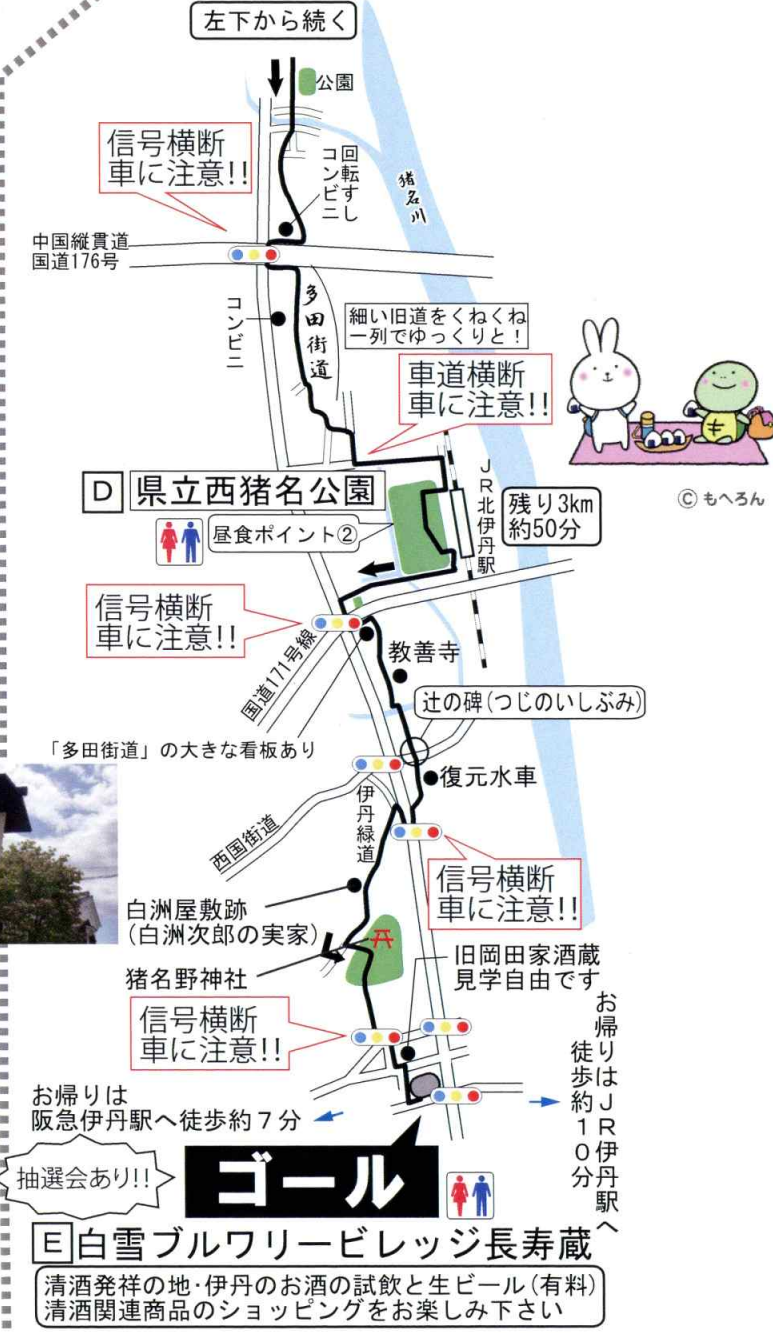 左下から続く
公園
信号横断
車に注意!!
回転すし
コンビニ
猪名川
中国縦貫道
国道176号
多田街道
コンビニ
細い旧道をくねくね
一列でゆっくりと！
車道横断
車に注意!!
D 県立西猪名公園
昼食ポイント②
JR北伊丹駅
残り3km
約50分
© もへろん
信号横断
車に注意!!
国道171号線
教善寺
辻の碑(つじのいしぶみ)
「多田街道」の大きな看板あり
復元水車
伊丹緑道
西国街道
信号横断
車に注意!!
白洲屋敷跡
(白洲次郎の実家)
猪名野神社
旧岡田家酒蔵
見学自由です
信号横断
車に注意!!
お帰りは
阪急伊丹駅へ徒歩約７分
お帰りはＪＲ伊丹駅へ
徒歩約１０分
抽選会あり!!
ゴール
E 白雪ブルワリービレッジ長寿蔵
清酒発祥の地・伊丹のお酒の試飲と生ビール(有料)
清酒関連商品のショッピングをお楽しみ下さい